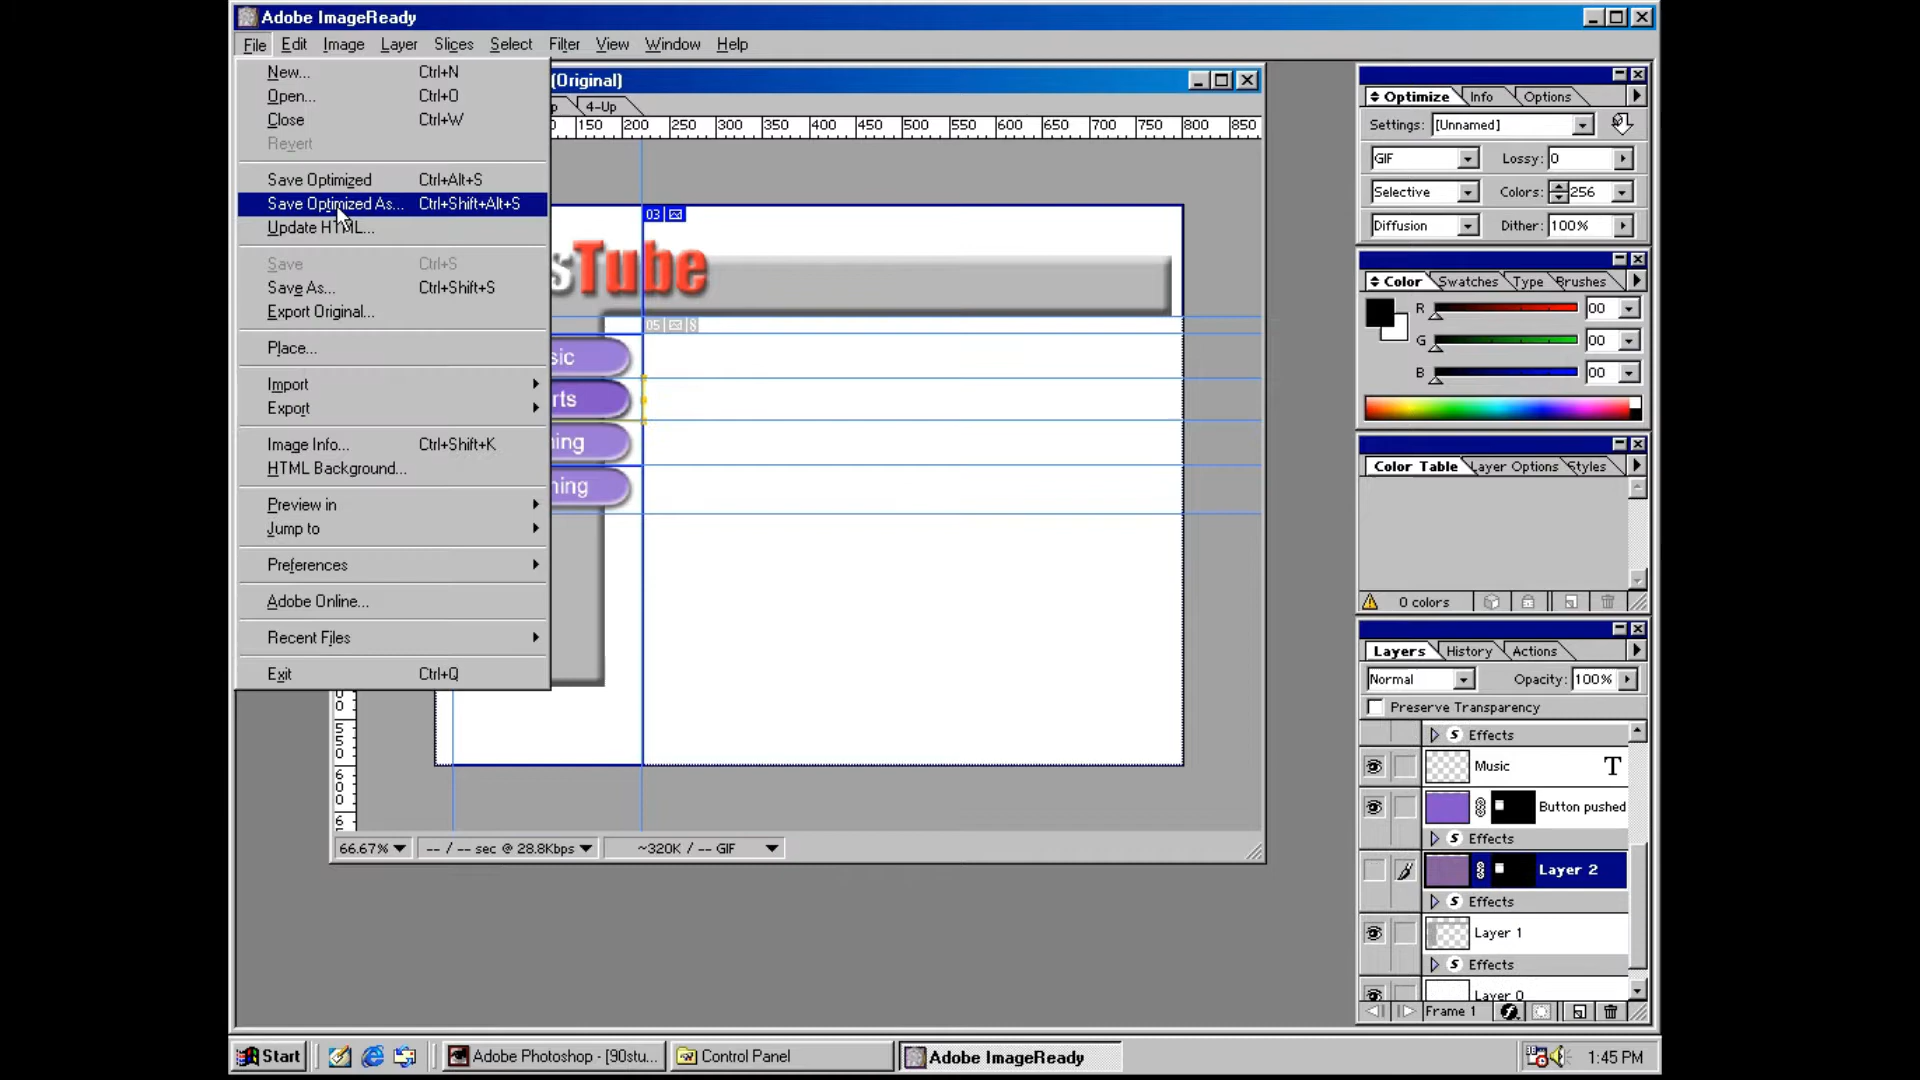 Adobe ImageReady
File Edit Image Layer Slices Select Filter View Window Help
New... Ctrl+N
Open... Ctrl+O
Close Ctrl+W
Revert
Save Optimized Ctrl+Alt+S
Save Optimized As... Ctrl+Shift+Alt+S
Update HTML...
Save Ctrl+S
Save As... Ctrl+Shift+S
Export Original...
Place...
Import
Export
Image Info... Ctrl+Shift+K
HTML Background...
Preview in
Jump to
Preferences
Adobe Online...
Recent Files
Exit Ctrl+Q
(Original)
p 4-Up
150 200 250 300 350 400 450 500 550 600 650 700 750 800 850
03
sTube
05
sic
rts
ning
ning
550
600
6
66.67% -- / -- sec @ 28.8Kbps ~320K / -- GIF
Optimize Info Options
Settings: [Unnamed]
GIF Lossy: 0
Selective Colors: 256
Diffusion Dither: 100%
Color Swatches Type Brushes
R 00
G 00
B 00
Color Table Layer Options Styles
0 colors
Layers History Actions
Normal Opacity: 100%
Preserve Transparency
Effects
Music T
Button pushed
Effects
Layer 2
Effects
Layer 1
Effects
Layer 0
Frame 1
Start Adobe Photoshop - [90stu... Control Panel Adobe ImageReady 1:45 PM